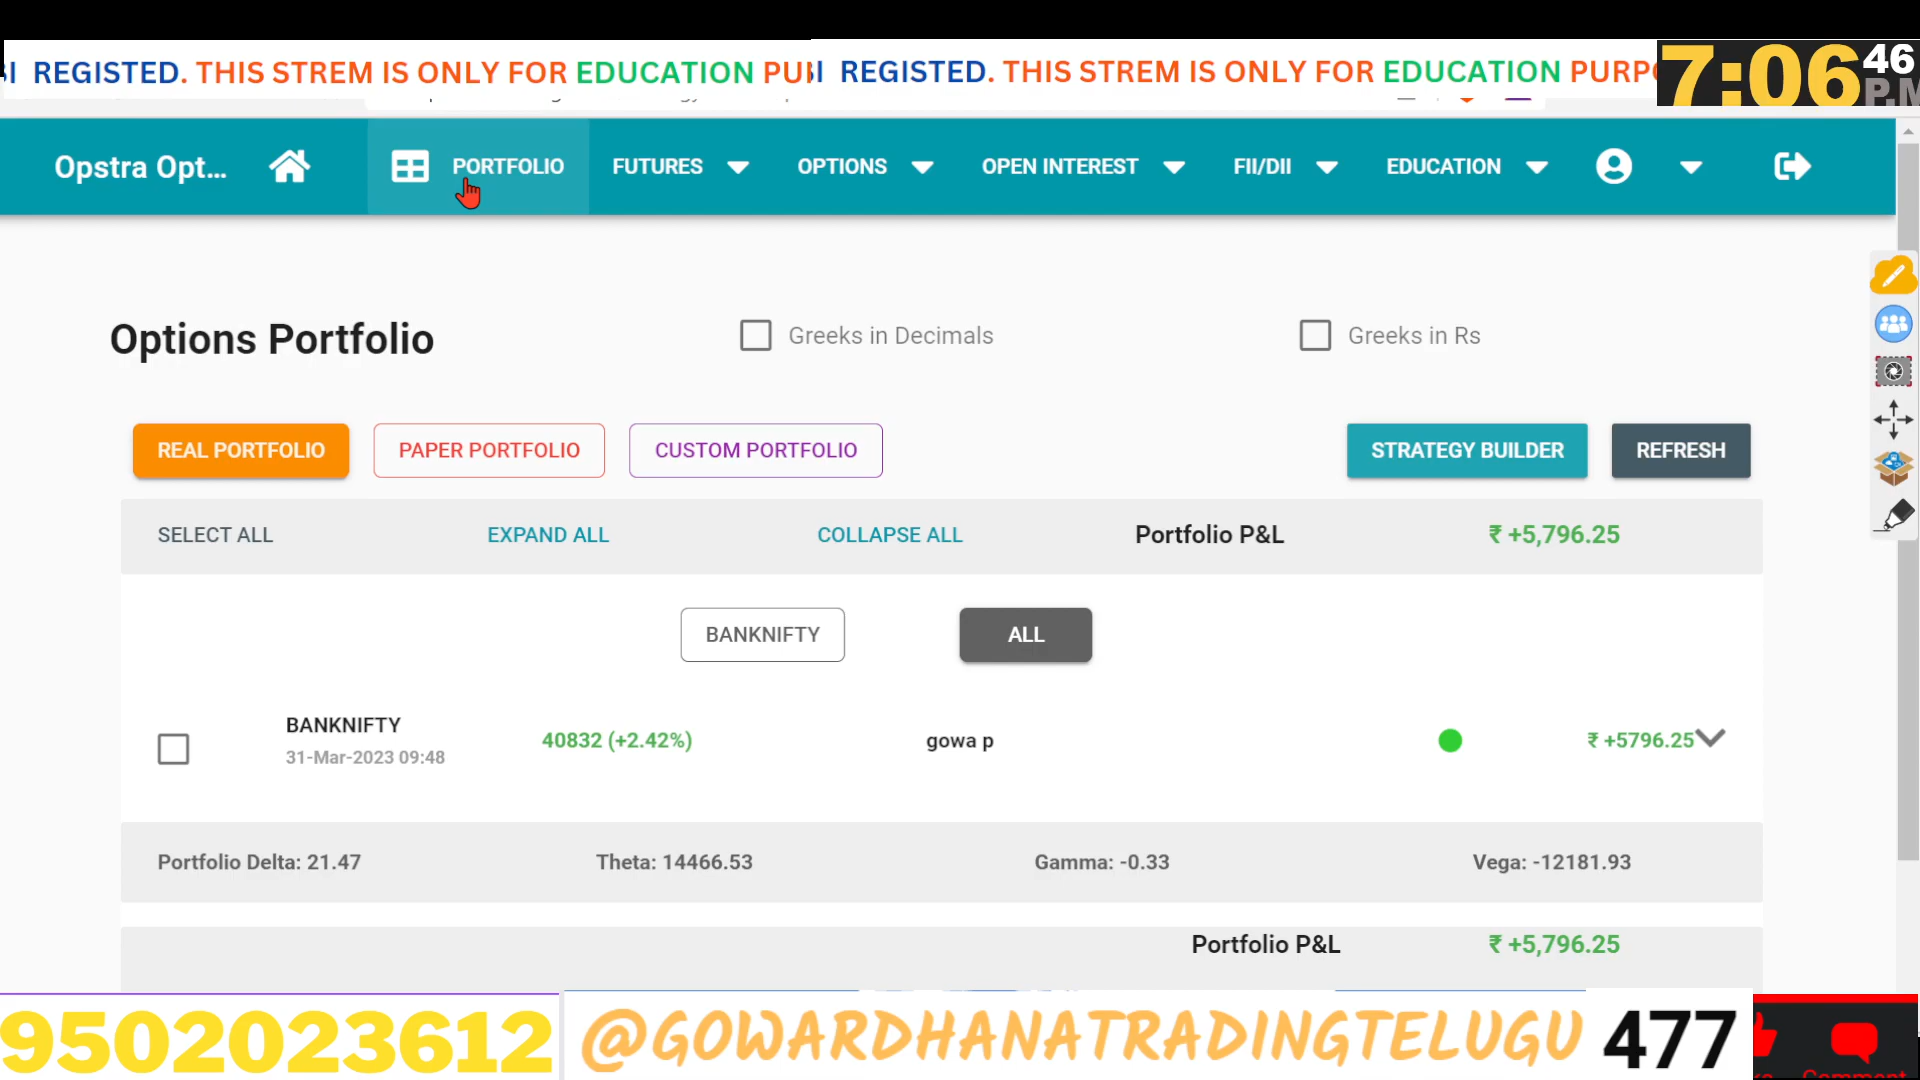 I REGISTED. THIS STREM IS ONLY FOR EDUCATION PU I REGISTED. THIS STREM IS ONLY FOR EDUCATION PURP
7:06 46 P.M
Opstra Opt... PORTFOLIO FUTURES OPTIONS OPEN INTEREST FII/DII EDUCATION
Options Portfolio Greeks in Decimals Greeks in Rs
REAL PORTFOLIO PAPER PORTFOLIO CUSTOM PORTFOLIO STRATEGY BUILDER REFRESH
SELECT ALL EXPAND ALL COLLAPSE ALL Portfolio P&L ₹ +5,796.25
BANKNIFTY ALL
BANKNIFTY 40832 (+2.42%) gowa p ₹ +5796.25
31-Mar-2023 09:48
Portfolio Delta: 21.47 Theta: 14466.53 Gamma: -0.33 Vega: -12181.93
Portfolio P&L ₹ +5,796.25
9502023612 @GOWARDHANATRADINGTELUGU 477
Comment